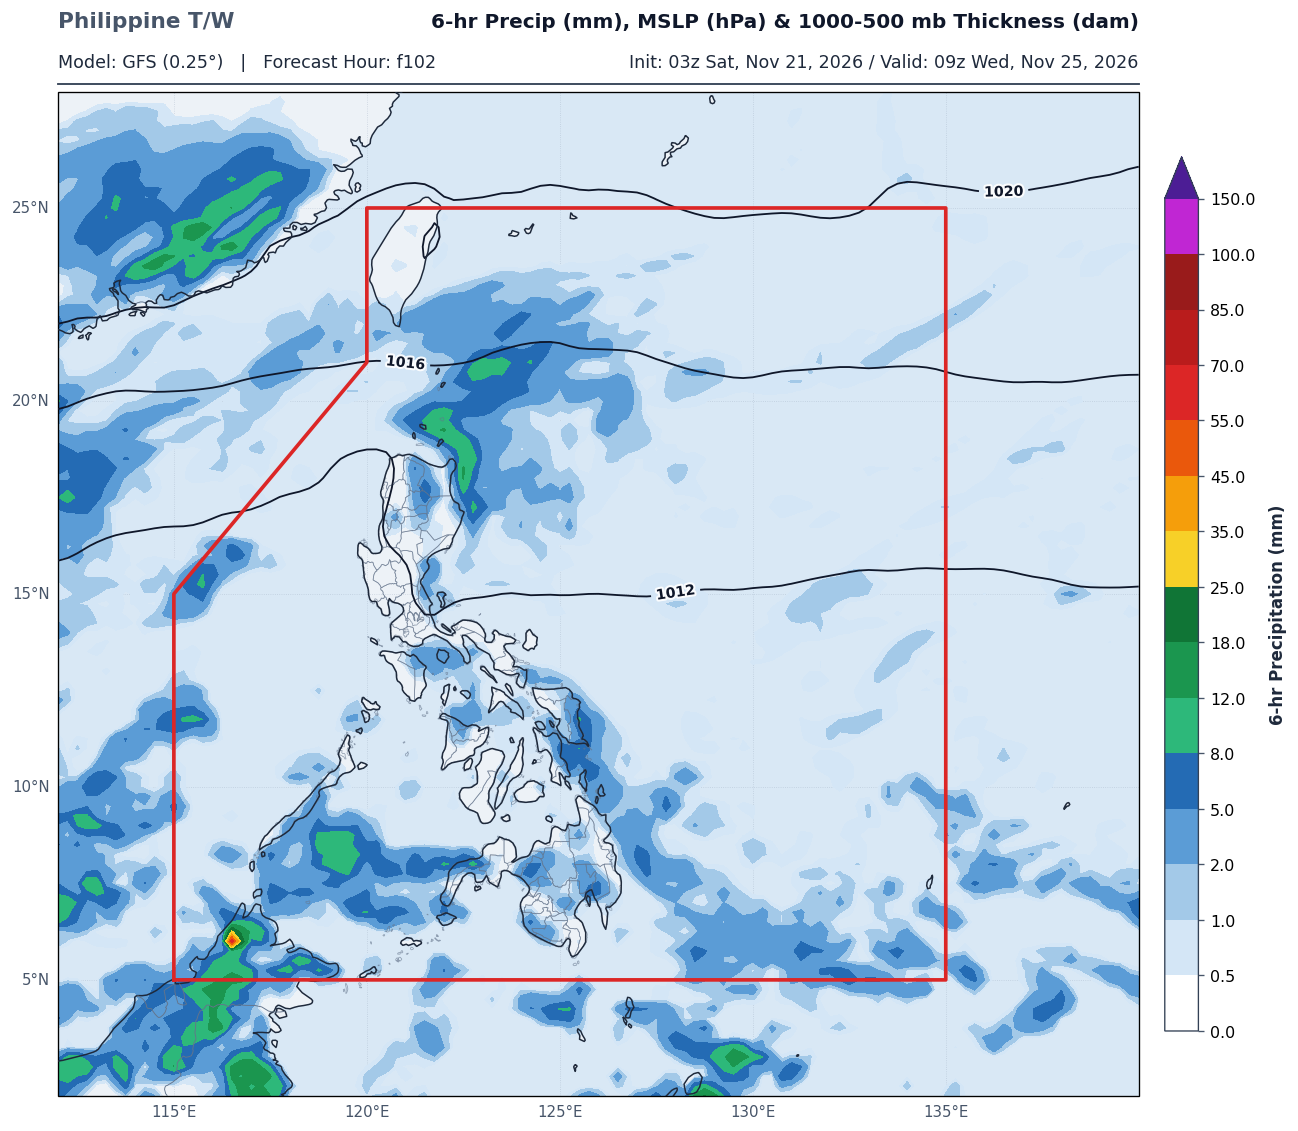 Philippine T/W
6-hr Precip (mm), MSLP (hPa) & 1000-500 mb Thickness (dam)
Model: GFS (0.25°) | Forecast Hour: f102
Init: 03z Sat, Nov 21, 2026 / Valid: 09z Wed, Nov 25, 2026
1020
1016
1012
25°N
20°N
15°N
10°N
5°N
115°E
120°E
125°E
130°E
135°E
150.0
100.0
85.0
70.0
55.0
45.0
35.0
25.0
18.0
12.0
8.0
5.0
2.0
1.0
0.5
0.0
6-hr Precipitation (mm)